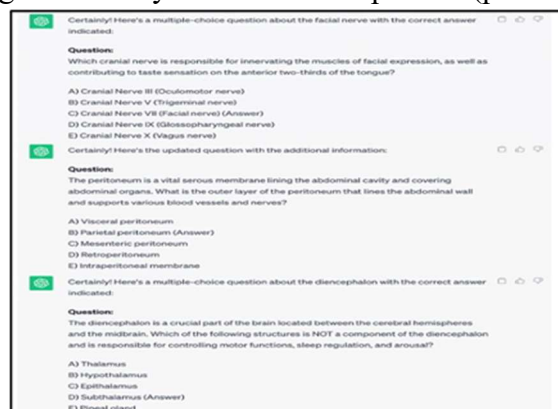 Certainly! Here's a multiple-choice question about the facial nerve with the correct answer
indicated:
Question:
Which cranial nerve is responsible for innervating the muscles of facial expression, as well as
contributing to taste sensation on the anterior two-thirds of the tongue?
A) Cranial Nerve III (Oculomotor nerve)
B) Cranial Nerve V (Trigeminal nerve)
C) Cranial Nerve VII (Facial nerve) (Answer)
D) Cranial Nerve IX (Glossopharyngeal nerve)
E) Cranial Nerve X (Vagus nerve)
Certainly! Here's the updated question with the additional information:
Question:
The peritoneum is a vital serous membrane lining the abdominal cavity and covering
abdominal organs. What is the outer layer of the peritoneum that lines the abdominal wall
and supports various blood vessels and nerves?
A) Visceral peritoneum
B) Parietal peritoneum (Answer)
C) Mesenteric peritoneum
D) Retroperitoneum
E) Intraperitoneal membrane
Certainly! Here's a multiple-choice question about the diencephalon with the correct answer
indicated:
Question:
The diencephalon is a crucial part of the brain located between the cerebral hemispheres
and the midbrain. Which of the following structures is NOT a component of the diencephalon
and is responsible for controlling motor functions, sleep regulation, and arousal?
A) Thalamus
B) Hypothalamus
C) Epithalamus
D) Subthalamus (Answer)
E) Pineal gland